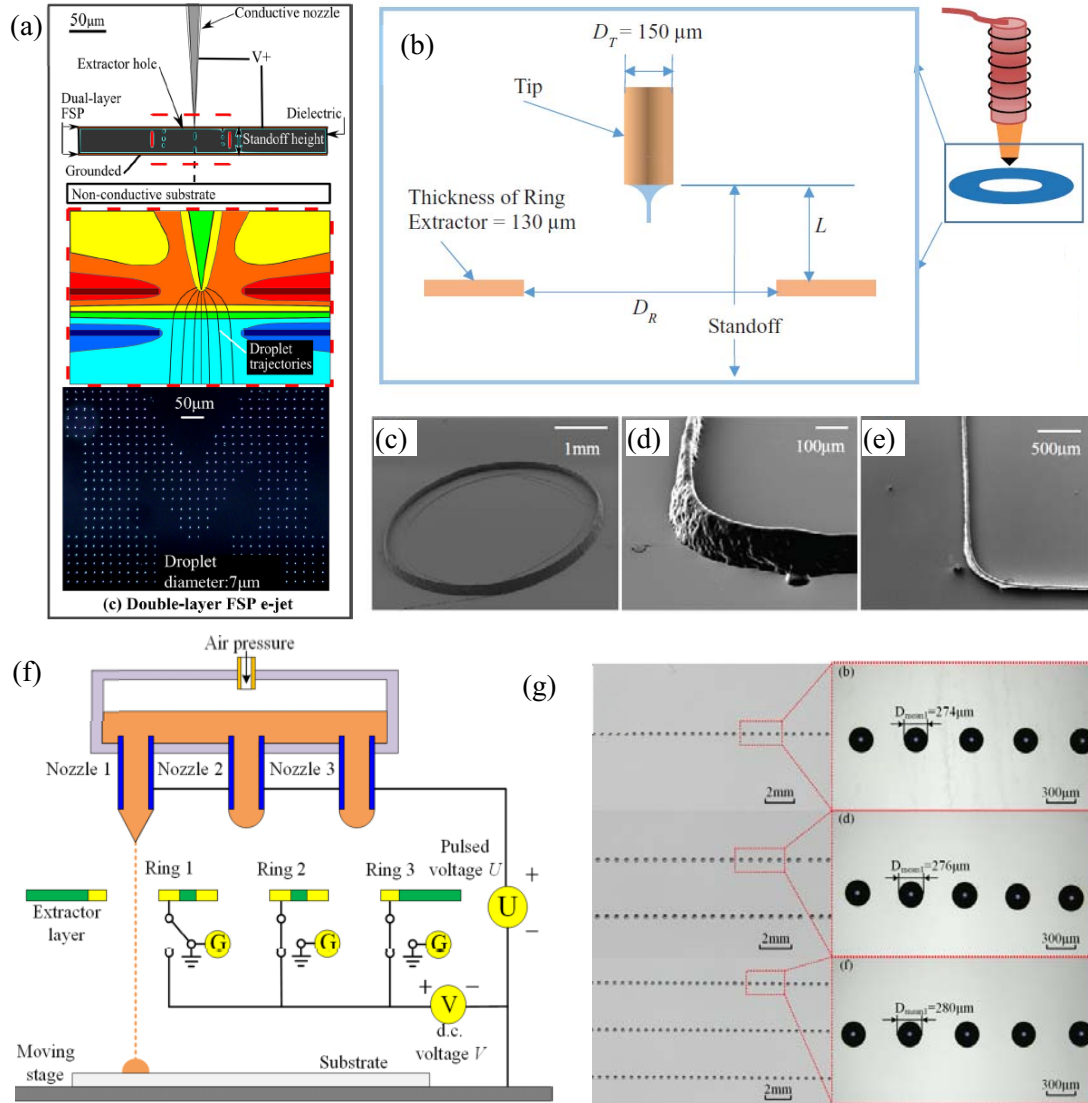 (a)
50μm
Conductive nozzle
V+
Extractor hole
Dual-layer
FSP
Dielectric
Standoff height
Grounded
Non-conductive substrate
Droplet
trajectories
50μm
Droplet
diameter:7μm
(c) Double-layer FSP e-jet
(b)
D_T = 150 µm
Tip
Thickness of Ring
Extractor = 130 µm
L
D_R
Standoff
(c)
1mm
(d)
100μm
(e)
500μm
(f)
Air pressure
Nozzle 1
Nozzle 2
Nozzle 3
Pulsed
voltage U
Ring 1
Ring 2
Ring 3
+
U
−
Extractor
layer
G
G
G
+
V
−
d.c.
voltage V
Moving
stage
Substrate
(g)
2mm
(b)
D_mean1=274μm
300μm
2mm
(d)
D_mean1=276μm
300μm
2mm
(f)
D_mean1=280μm
300μm